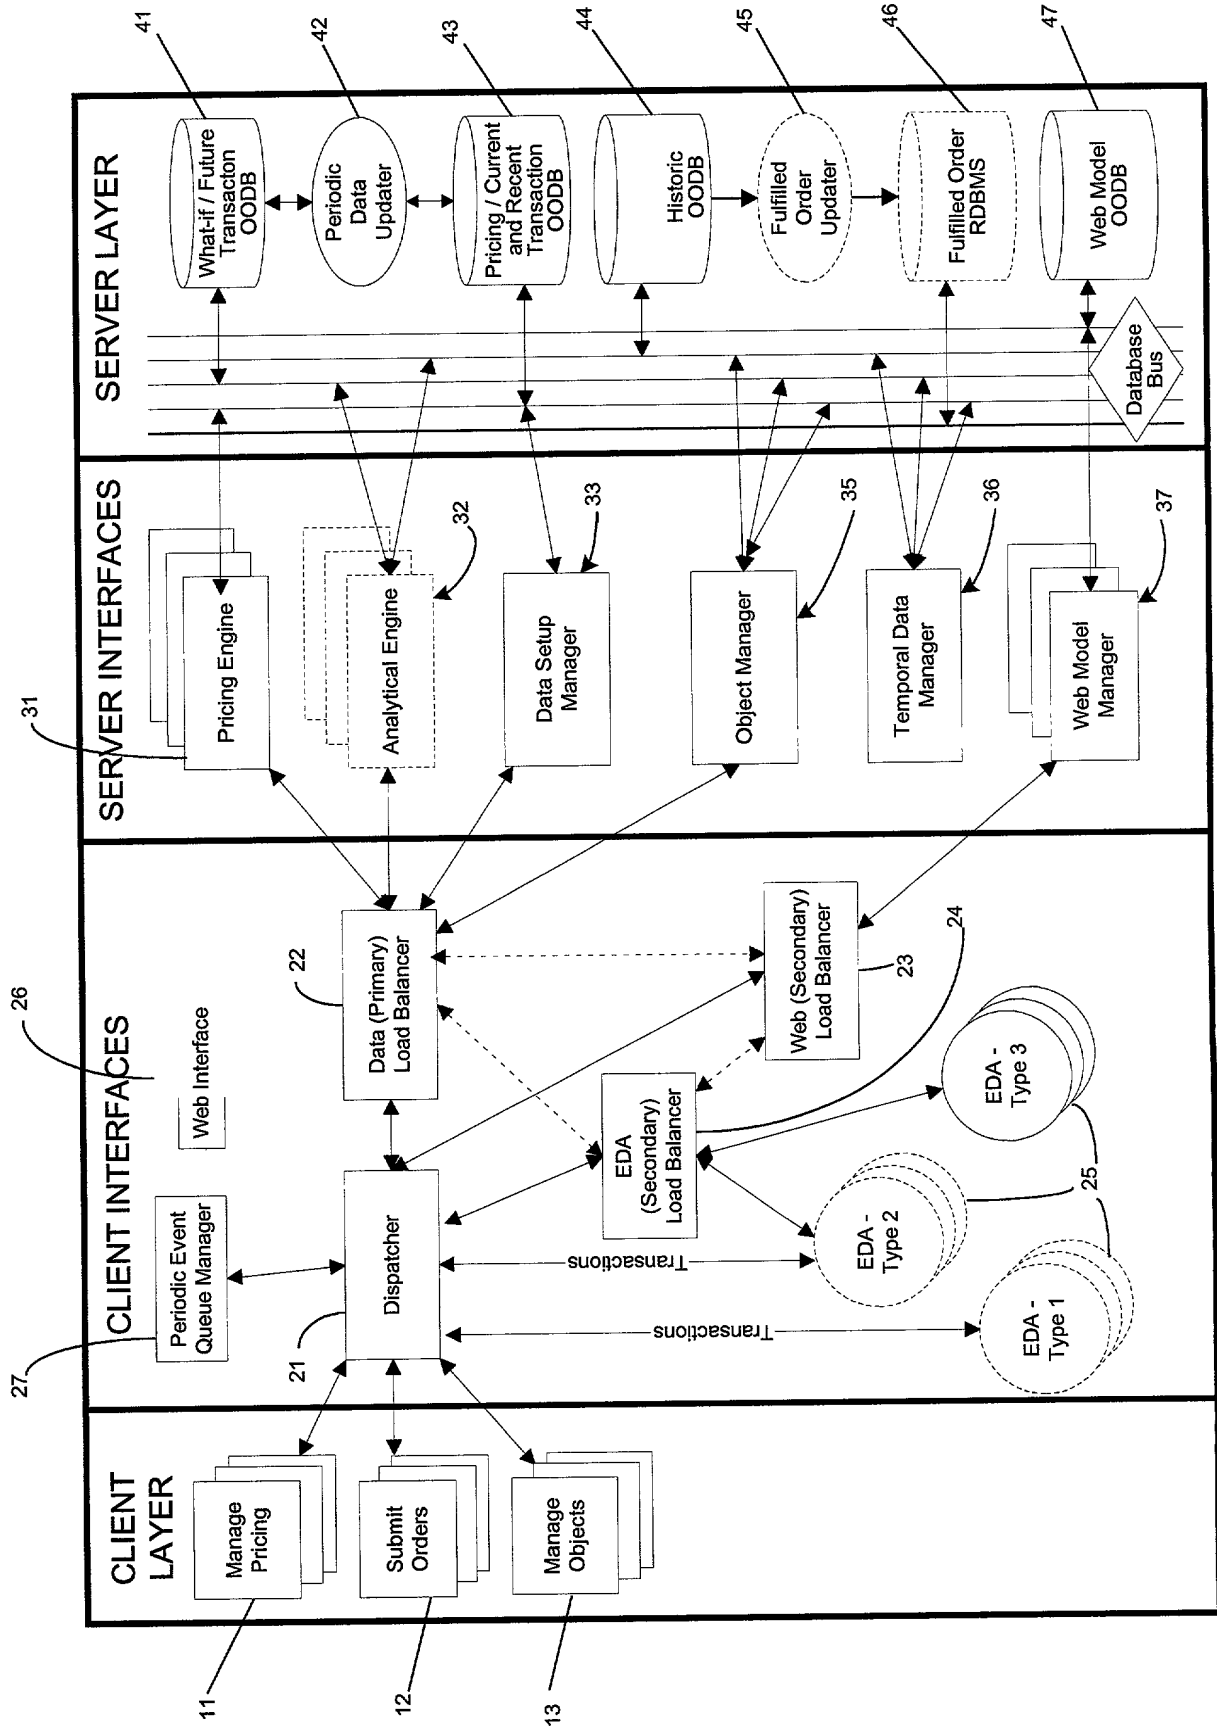 CLIENT
LAYER
11
Manage
Pricing
12
Submit
Orders
13
Manage
Objects
CLIENT INTERFACES
27
Periodic Event
Queue Manager
26
Web Interface
21
Dispatcher
22
Data (Primary)
Load Balancer
Transactions
Transactions
EDA
(Secondary)
Load Balancer
24
Web (Secondary)
Load Balancer
23
EDA -
Type 1
EDA -
Type 2
EDA -
Type 3
25
SERVER INTERFACES
31
Pricing Engine
Analytical Engine
32
Data Setup
Manager
33
Object Manager
35
Temporal Data
Manager
36
Web Model
Manager
37
SERVER LAYER
41
What-if / Future
Transacton
OODB
42
Periodic
Data
Updater
43
Pricing / Current
and Recent
Transaction
OODB
44
Historic
OODB
45
Fulfilled
Order
Updater
46
Fulfilled Order
RDBMS
47
Web Model
OODB
Database
Bus